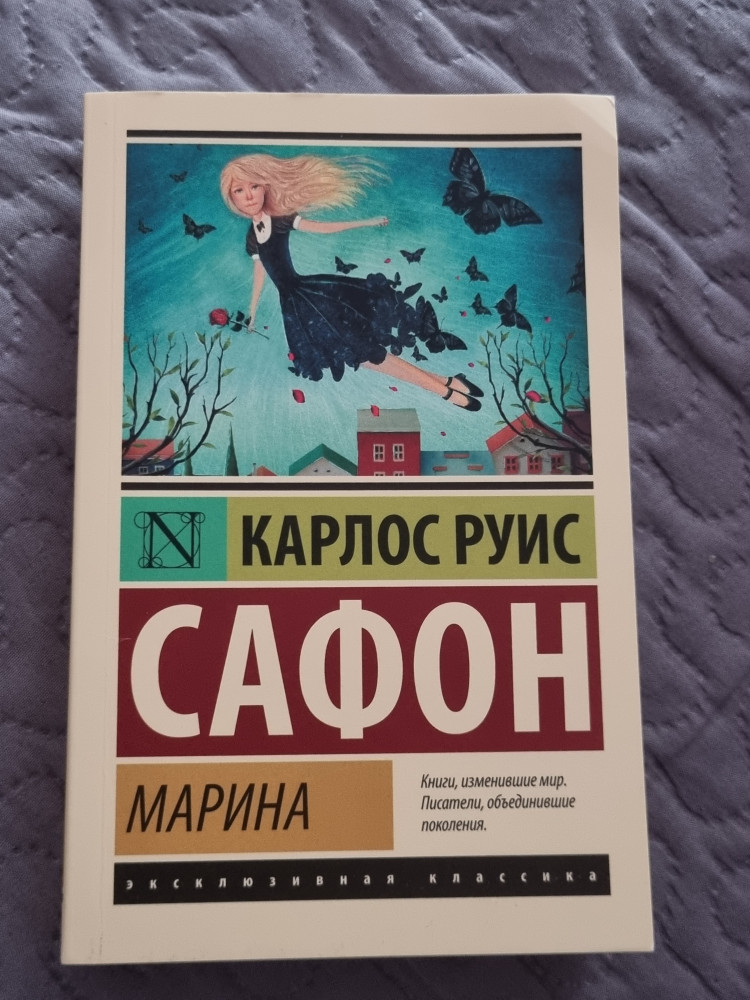 N КАРЛОС РУИС
САФОН
МАРИНА
Книги, изменившие мир.
Писатели, объединившие
поколения.
эксклюзивная классика